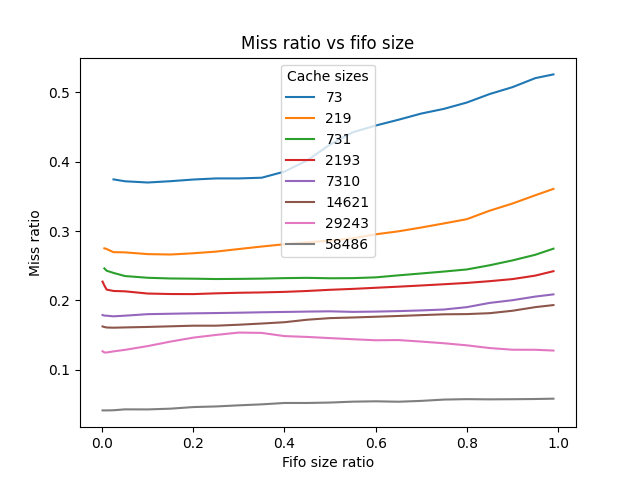 Miss ratio vs fifo size
Cache sizes
73
219
731
2193
7310
14621
29243
58486
Miss ratio
0.5
0.4
0.3
0.2
0.1
0.0 0.2 0.4 0.6 0.8 1.0
Fifo size ratio